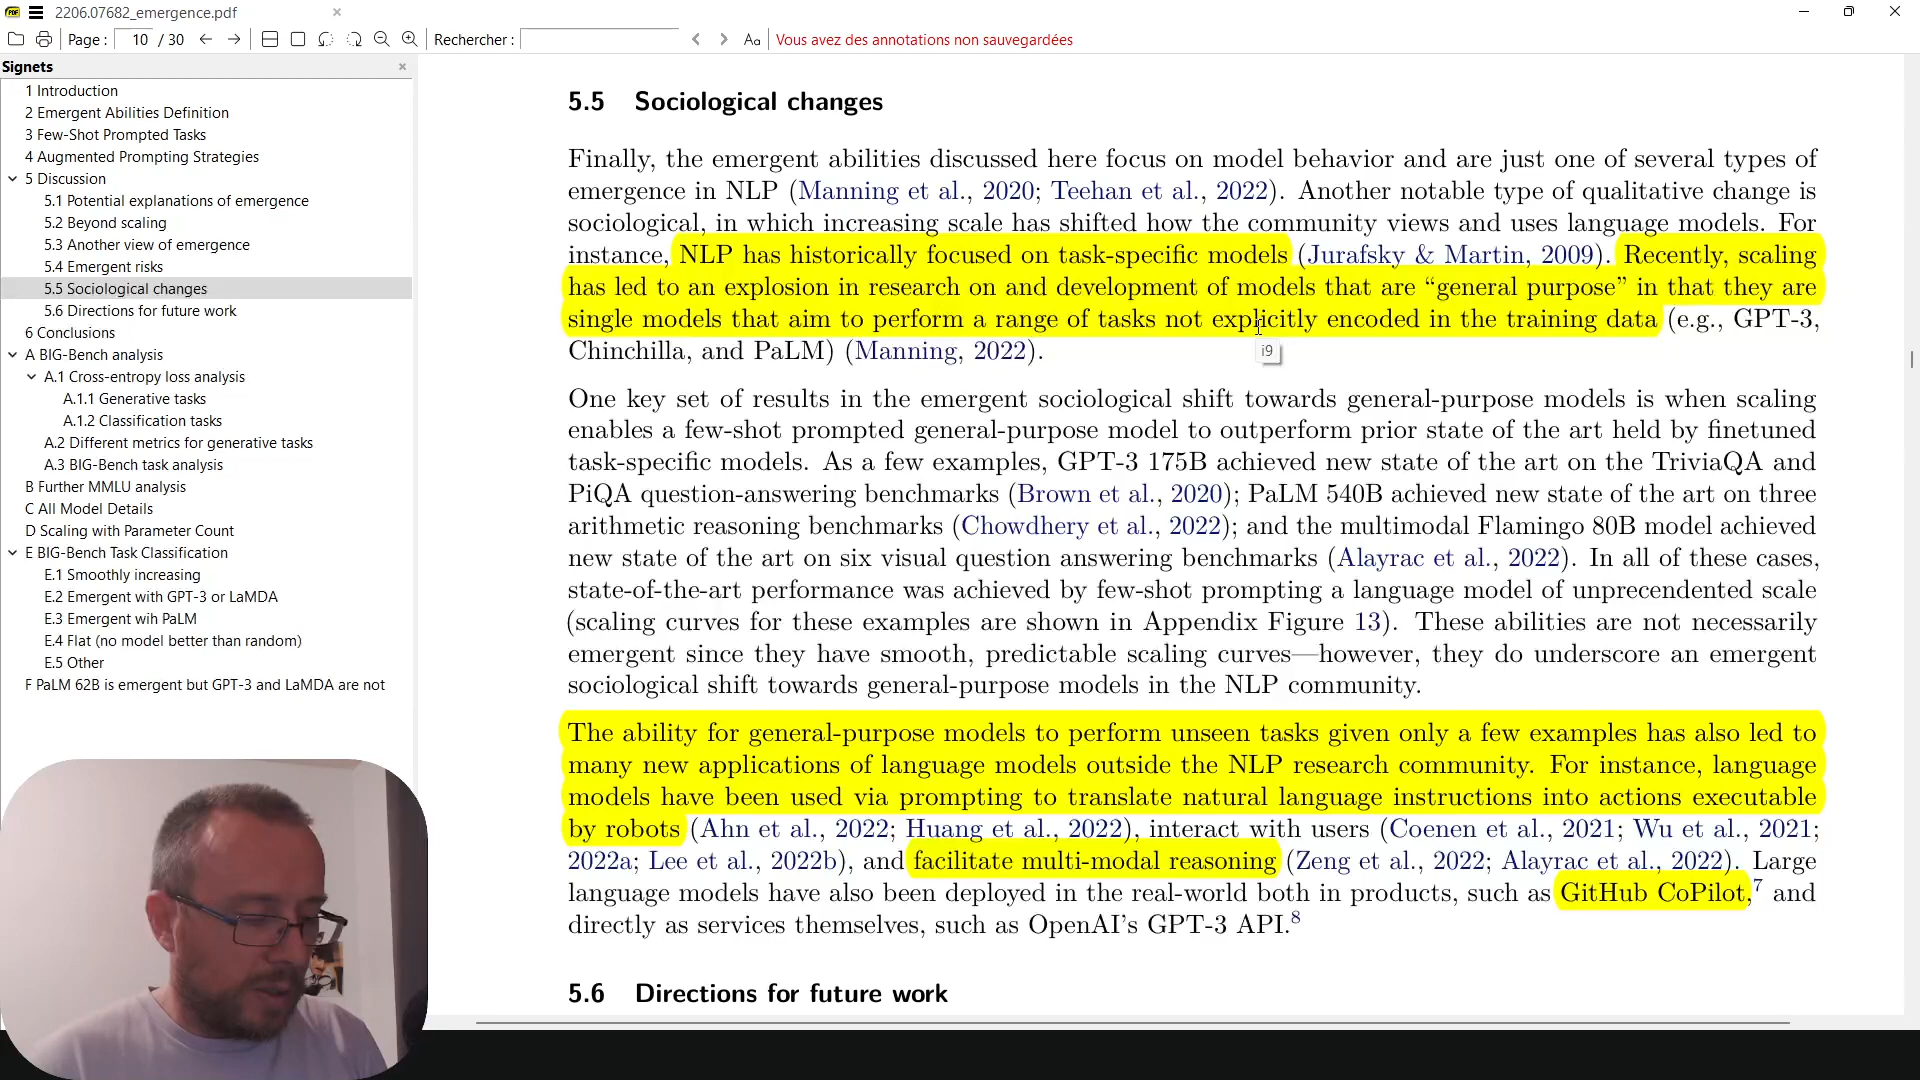 2206.07682_emergence.pdf
Page : 10 / 30 Rechercher : Aa Vous avez des annotations non sauvegardées
Signets
1 Introduction
2 Emergent Abilities Definition
3 Few-Shot Prompted Tasks
4 Augmented Prompting Strategies
5 Discussion
5.1 Potential explanations of emergence
5.2 Beyond scaling
5.3 Another view of emergence
5.4 Emergent risks
5.5 Sociological changes
5.6 Directions for future work
6 Conclusions
A BIG-Bench analysis
A.1 Cross-entropy loss analysis
A.1.1 Generative tasks
A.1.2 Classification tasks
A.2 Different metrics for generative tasks
A.3 BIG-Bench task analysis
B Further MMLU analysis
C All Model Details
D Scaling with Parameter Count
E BIG-Bench Task Classification
E.1 Smoothly increasing
E.2 Emergent with GPT-3 or LaMDA
E.3 Emergent wih PaLM
E.4 Flat (no model better than random)
E.5 Other
F PaLM 62B is emergent but GPT-3 and LaMDA are not
5.5 Sociological changes
Finally, the emergent abilities discussed here focus on model behavior and are just one of several types of
emergence in NLP (Manning et al., 2020; Teehan et al., 2022). Another notable type of qualitative change is
sociological, in which increasing scale has shifted how the community views and uses language models. For
instance, NLP has historically focused on task-specific models (Jurafsky & Martin, 2009). Recently, scaling
has led to an explosion in research on and development of models that are “general purpose” in that they are
single models that aim to perform a range of tasks not explicitly encoded in the training data (e.g., GPT-3,
Chinchilla, and PaLM) (Manning, 2022).
i9
One key set of results in the emergent sociological shift towards general-purpose models is when scaling
enables a few-shot prompted general-purpose model to outperform prior state of the art held by finetuned
task-specific models. As a few examples, GPT-3 175B achieved new state of the art on the TriviaQA and
PiQA question-answering benchmarks (Brown et al., 2020); PaLM 540B achieved new state of the art on three
arithmetic reasoning benchmarks (Chowdhery et al., 2022); and the multimodal Flamingo 80B model achieved
new state of the art on six visual question answering benchmarks (Alayrac et al., 2022). In all of these cases,
state-of-the-art performance was achieved by few-shot prompting a language model of unprecendented scale
(scaling curves for these examples are shown in Appendix Figure 13). These abilities are not necessarily
emergent since they have smooth, predictable scaling curves—however, they do underscore an emergent
sociological shift towards general-purpose models in the NLP community.
The ability for general-purpose models to perform unseen tasks given only a few examples has also led to
many new applications of language models outside the NLP research community. For instance, language
models have been used via prompting to translate natural language instructions into actions executable
by robots (Ahn et al., 2022; Huang et al., 2022), interact with users (Coenen et al., 2021; Wu et al., 2021;
2022a; Lee et al., 2022b), and facilitate multi-modal reasoning (Zeng et al., 2022; Alayrac et al., 2022). Large
language models have also been deployed in the real-world both in products, such as GitHub CoPilot,7 and
directly as services themselves, such as OpenAI’s GPT-3 API.8
5.6 Directions for future work